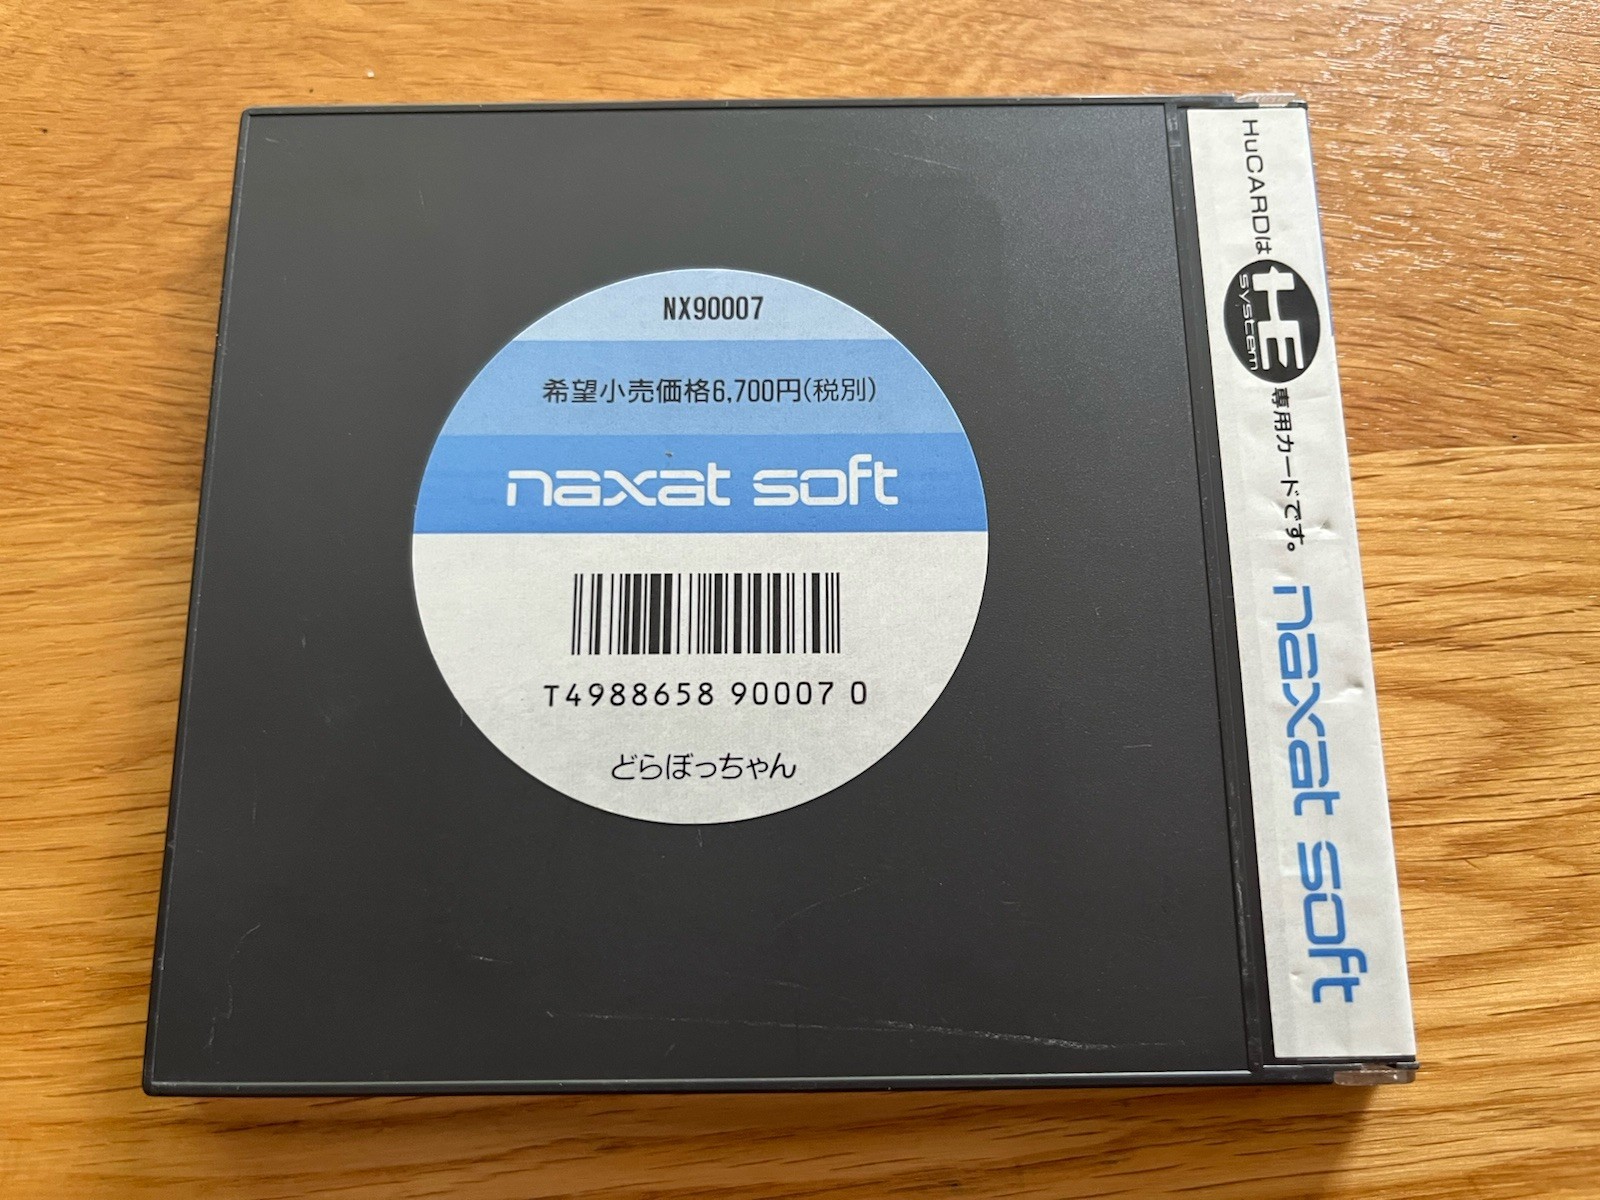 NX90007
希望小売価格6,700円(税別)
naxat soft
T4988658 90007 0
どらぼっちゃん
HuCARDは HE system 専用カードです。 naxat soft